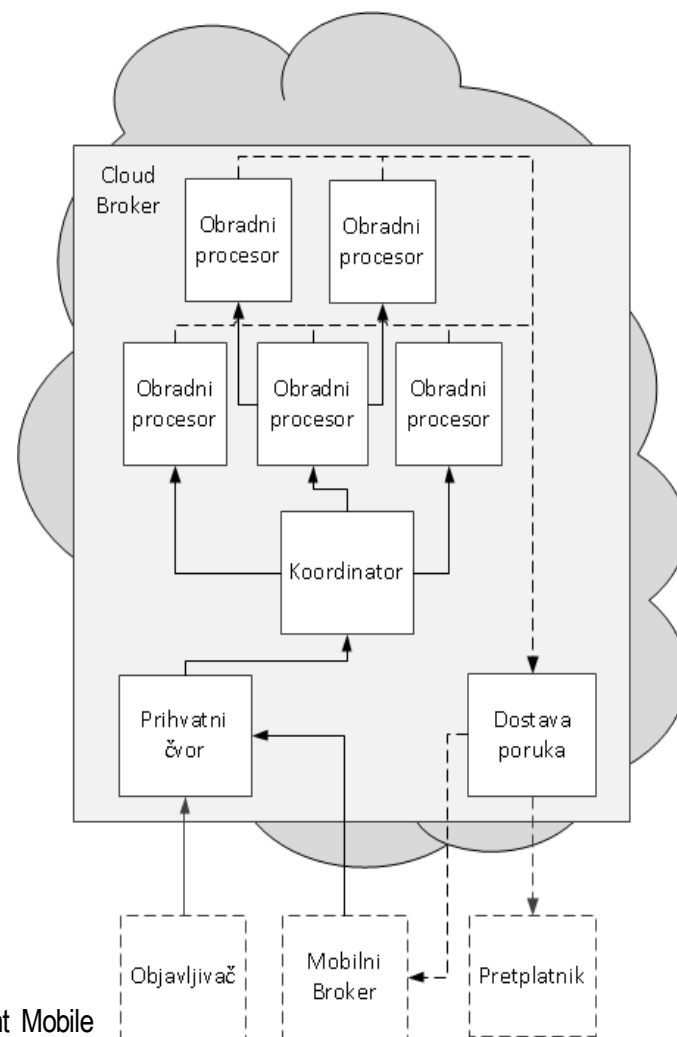 Cloud
Broker
Obradni
procesor
Obradni
procesor
Obradni
procesor
Obradni
procesor
Obradni
procesor
Koordinator
Prihvatni
čvor
Dostava
poruka
Objavljivač
Mobilni
Broker
Pretplatnik
Mobile